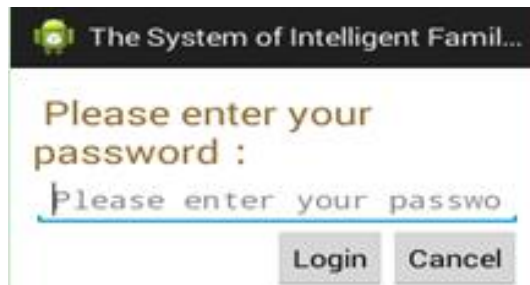 The System of Intelligent Famil...
Please enter your
password :
Please enter your passwo
Login Cancel